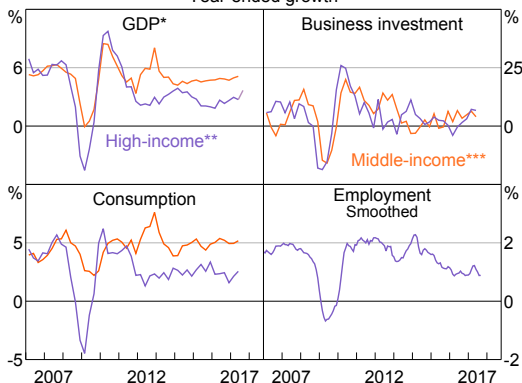 Year-ended growth
% GDP* Business investment %
6 25
0 0
High-income** Middle-income***
% Consumption Employment %
Smoothed
5 2
0 0
-5 -2
2007 2012 2017 2007 2012 2017